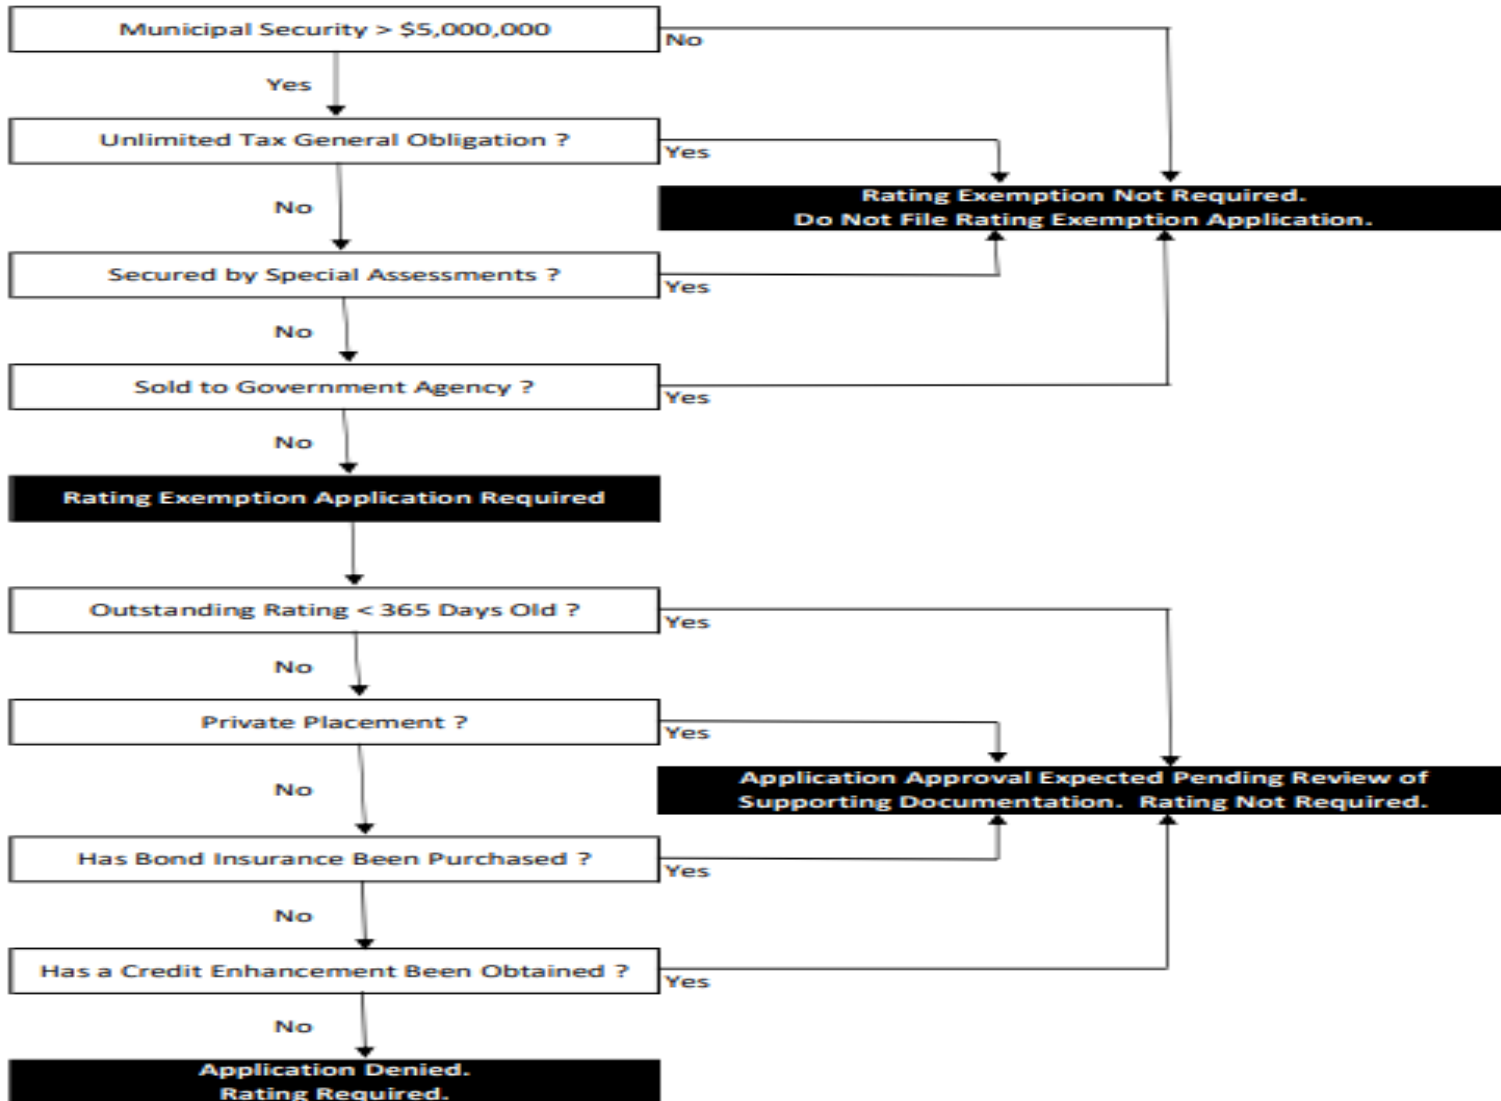 Municipal Security > $5,000,000
No
Yes
Unlimited Tax General Obligation ?
Yes
No
Rating Exemption Not Required.
Do Not File Rating Exemption Application.
Secured by Special Assessments ?
Yes
No
Sold to Government Agency ?
Yes
No
Rating Exemption Application Required
Outstanding Rating < 365 Days Old ?
Yes
No
Private Placement ?
Yes
No
Application Approval Expected Pending Review of
Supporting Documentation. Rating Not Required.
Has Bond Insurance Been Purchased ?
Yes
No
Has a Credit Enhancement Been Obtained ?
Yes
No
Application Denied.
Rating Required.